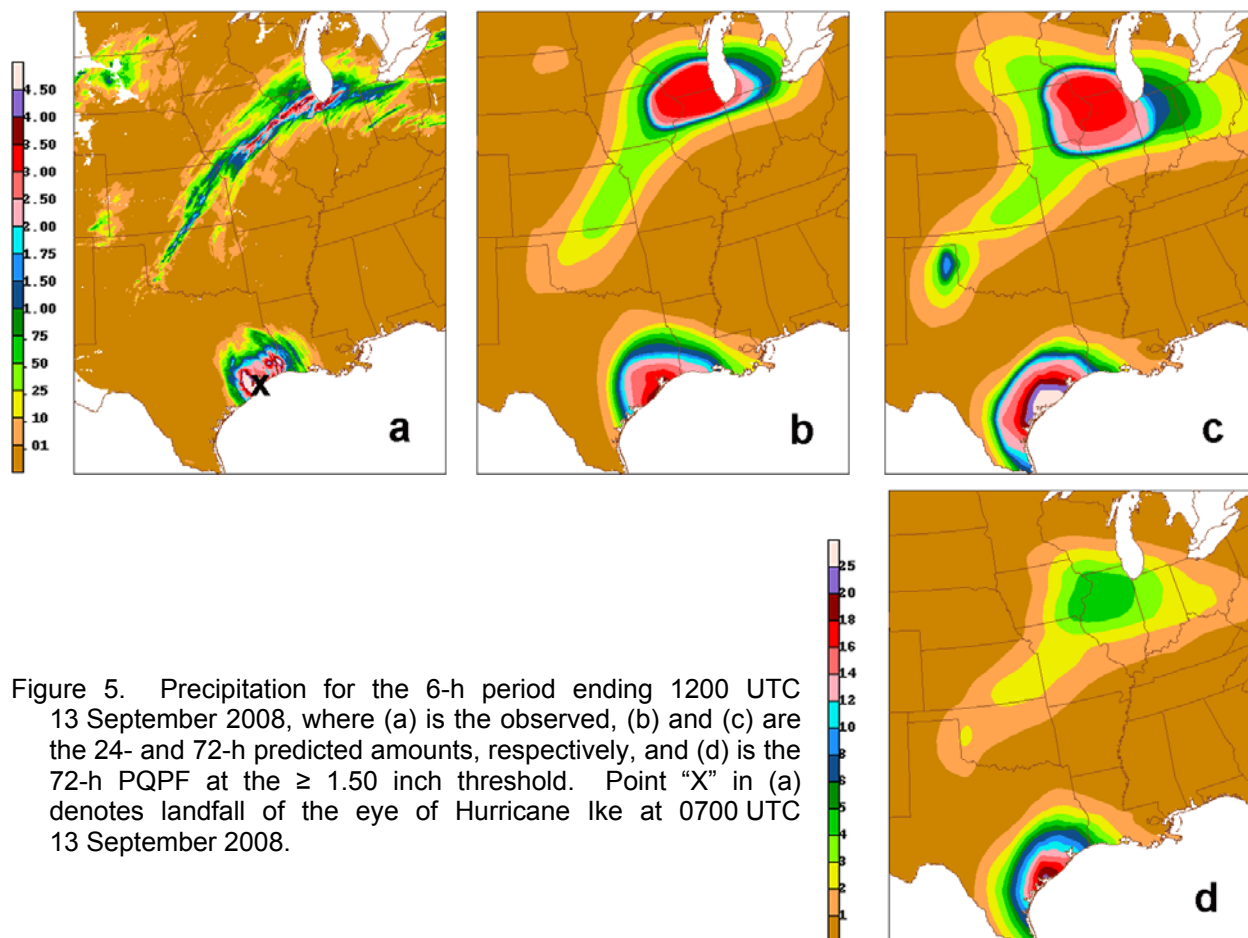 a
b
c
4.50
4.00
3.50
3.00
2.50
2.00
1.75
1.50
1.00
.75
.50
.25
.10
.01
X
Figure 5. Precipitation for the 6-h period ending 1200 UTC
13 September 2008, where (a) is the observed, (b) and (c) are
the 24- and 72-h predicted amounts, respectively, and (d) is the
72-h PQPF at the ≥ 1.50 inch threshold. Point “X” in (a)
denotes landfall of the eye of Hurricane Ike at 0700 UTC
13 September 2008.
25
20
18
16
14
12
10
8
6
5
4
3
2
1
d